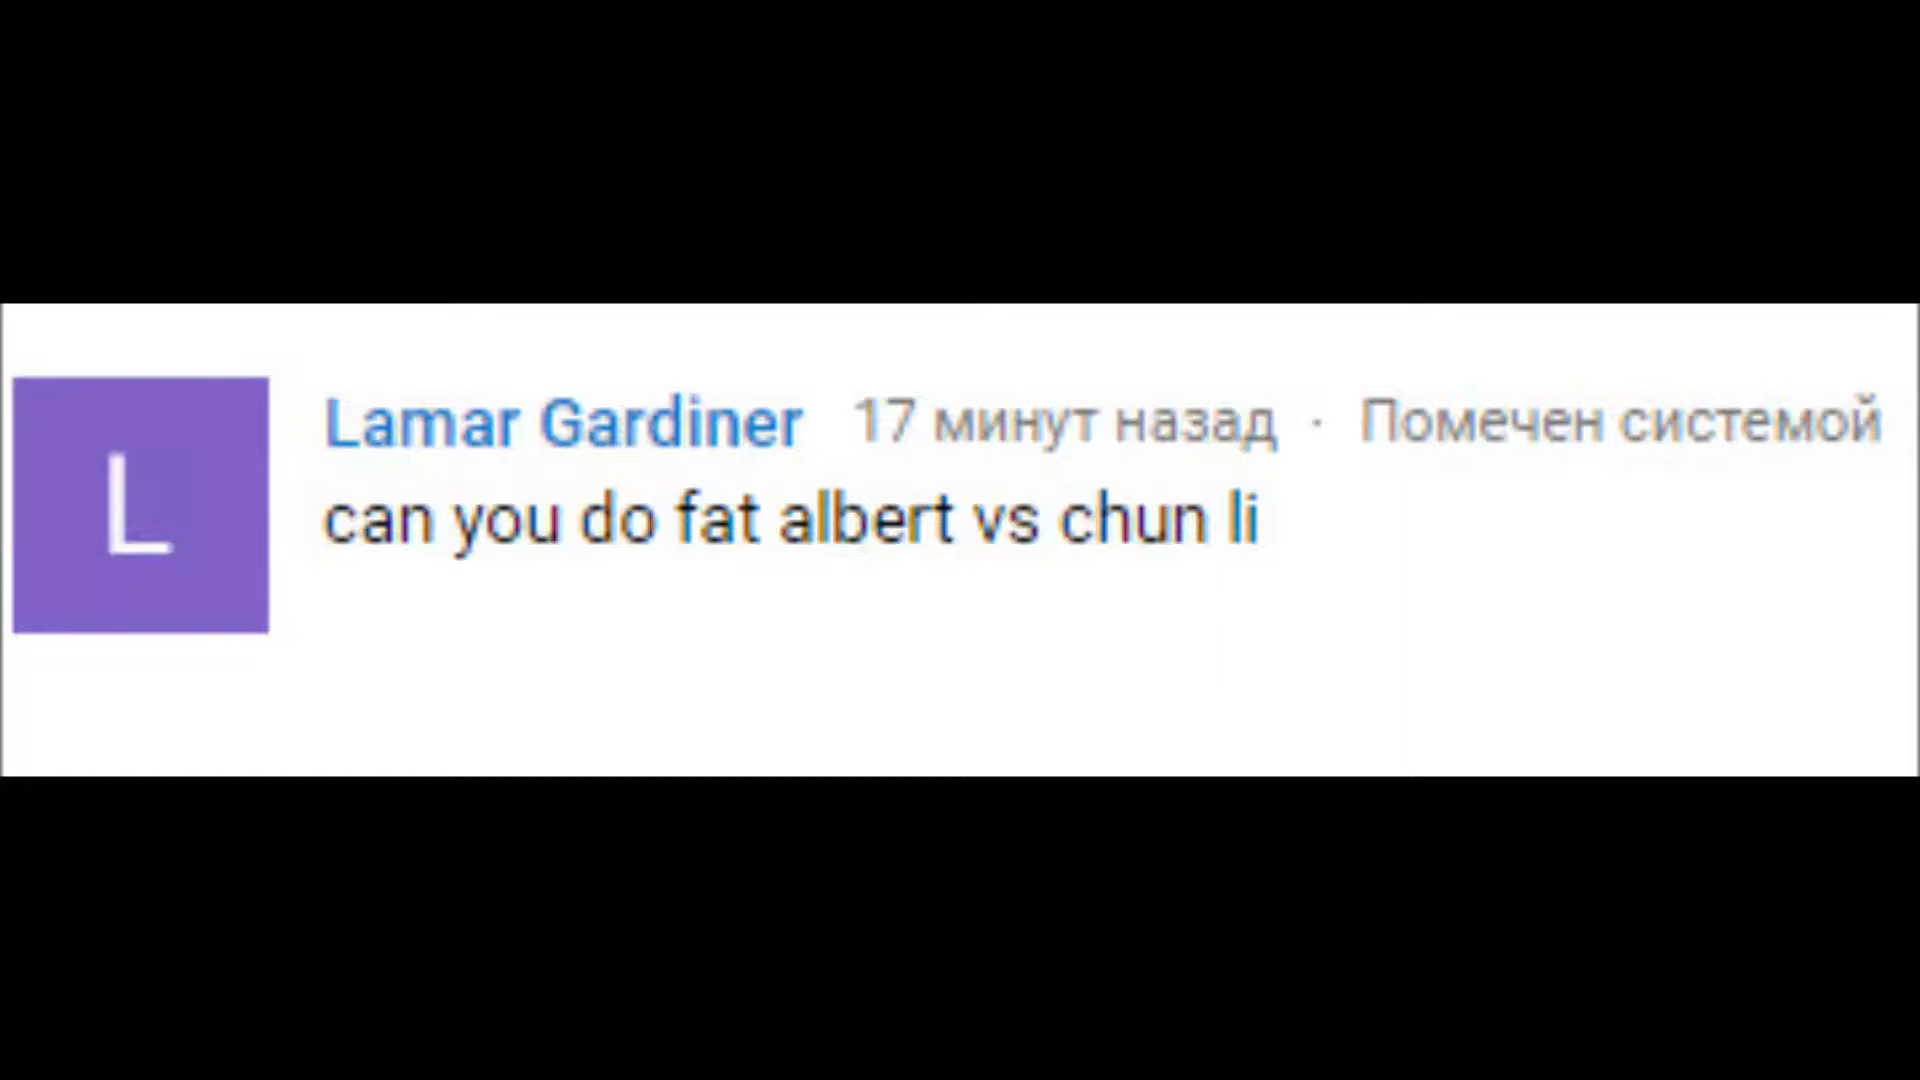 L
Lamar Gardiner 17 минут назад · Помечен системой
can you do fat albert vs chun li